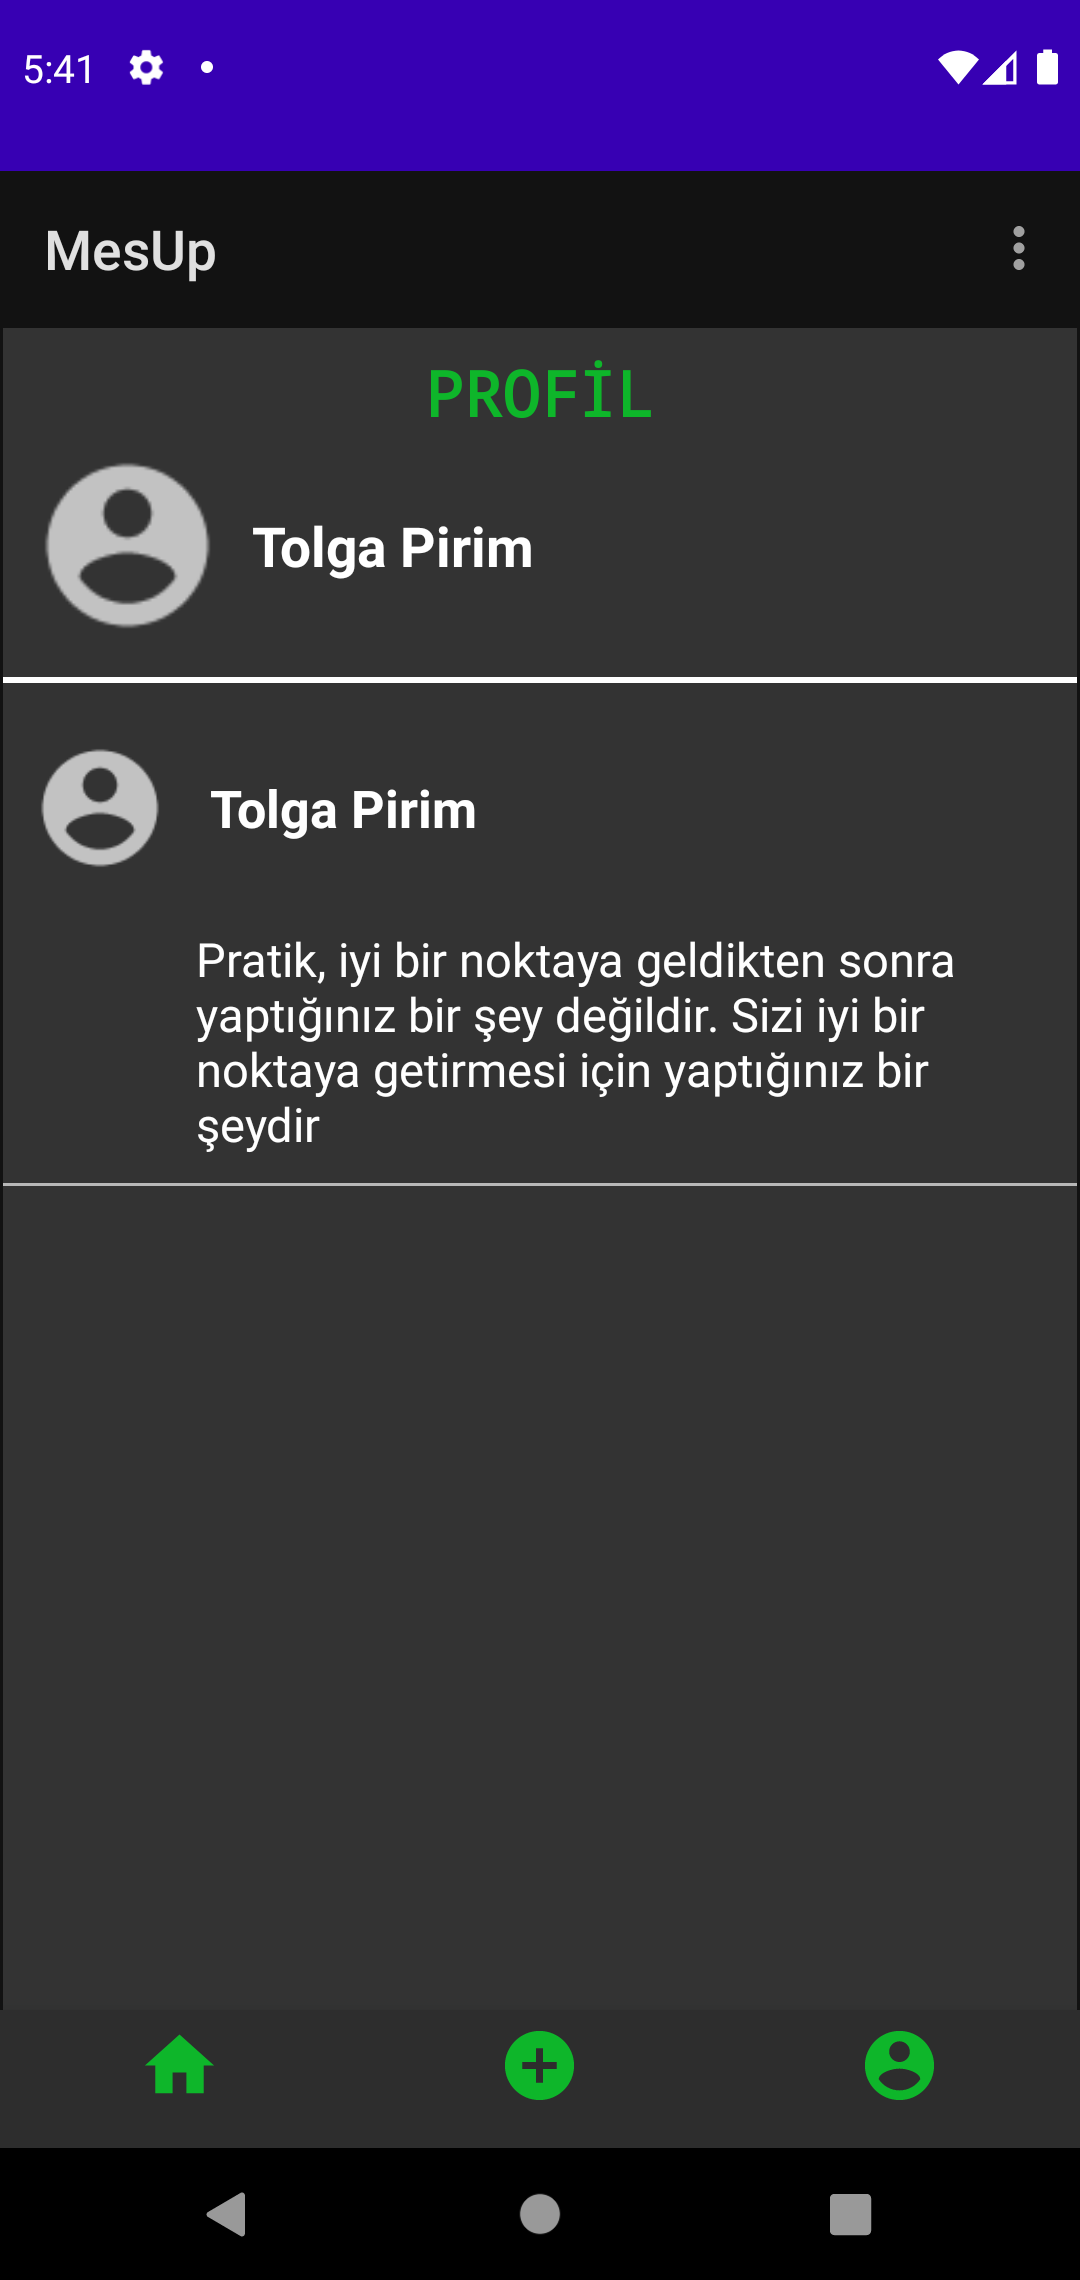 5:41
MesUp
PROFİL
Tolga Pirim
Tolga Pirim
Pratik, iyi bir noktaya geldikten sonra
yaptığınız bir şey değildir. Sizi iyi bir
noktaya getirmesi için yaptığınız bir
şeydir